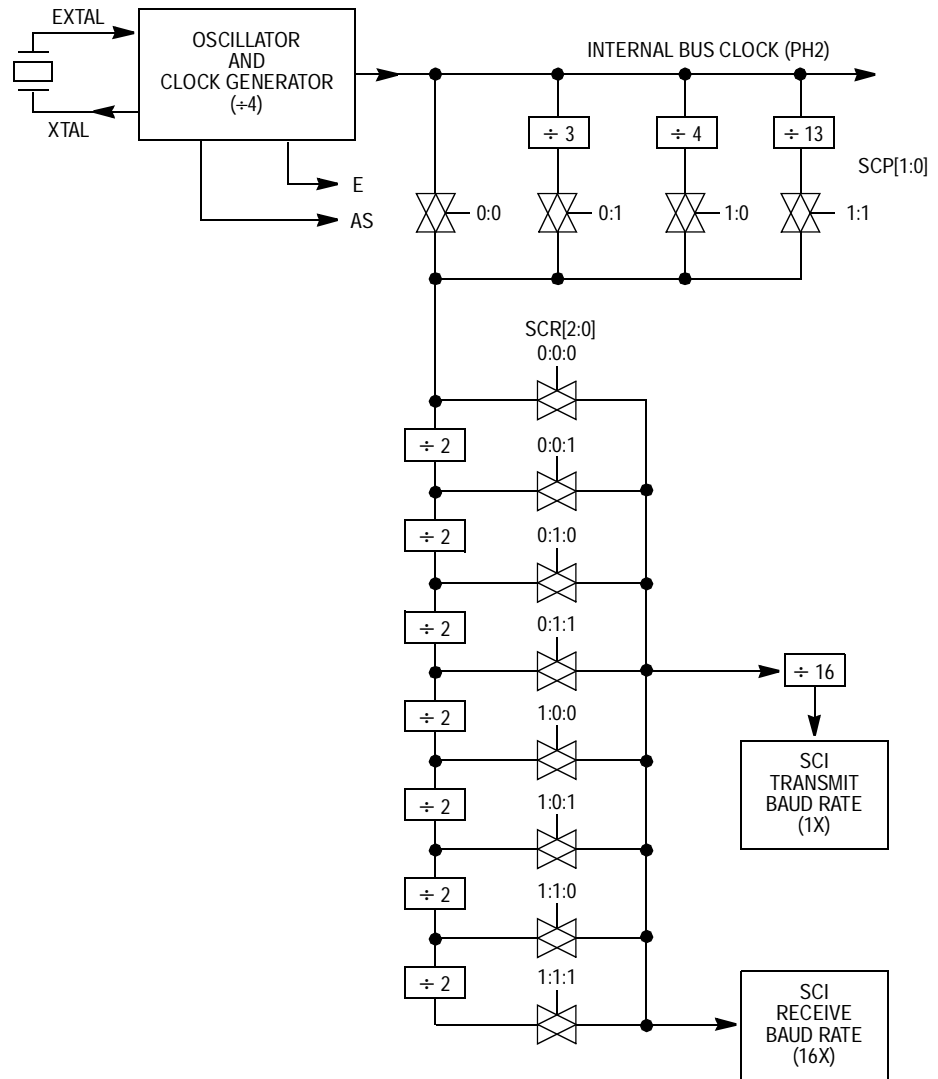 EXTAL
XTAL
OSCILLATOR
AND
CLOCK GENERATOR
(÷4)
E
AS
INTERNAL BUS CLOCK (PH2)
÷ 3
÷ 4
÷ 13
SCP[1:0]
0:0
0:1
1:0
1:1
SCR[2:0]
0:0:0
÷ 2
0:0:1
÷ 2
0:1:0
÷ 2
0:1:1
÷ 2
1:0:0
÷ 2
1:0:1
÷ 2
1:1:0
÷ 2
1:1:1
÷ 16
SCI
TRANSMIT
BAUD RATE
(1X)
SCI
RECEIVE
BAUD RATE
(16X)